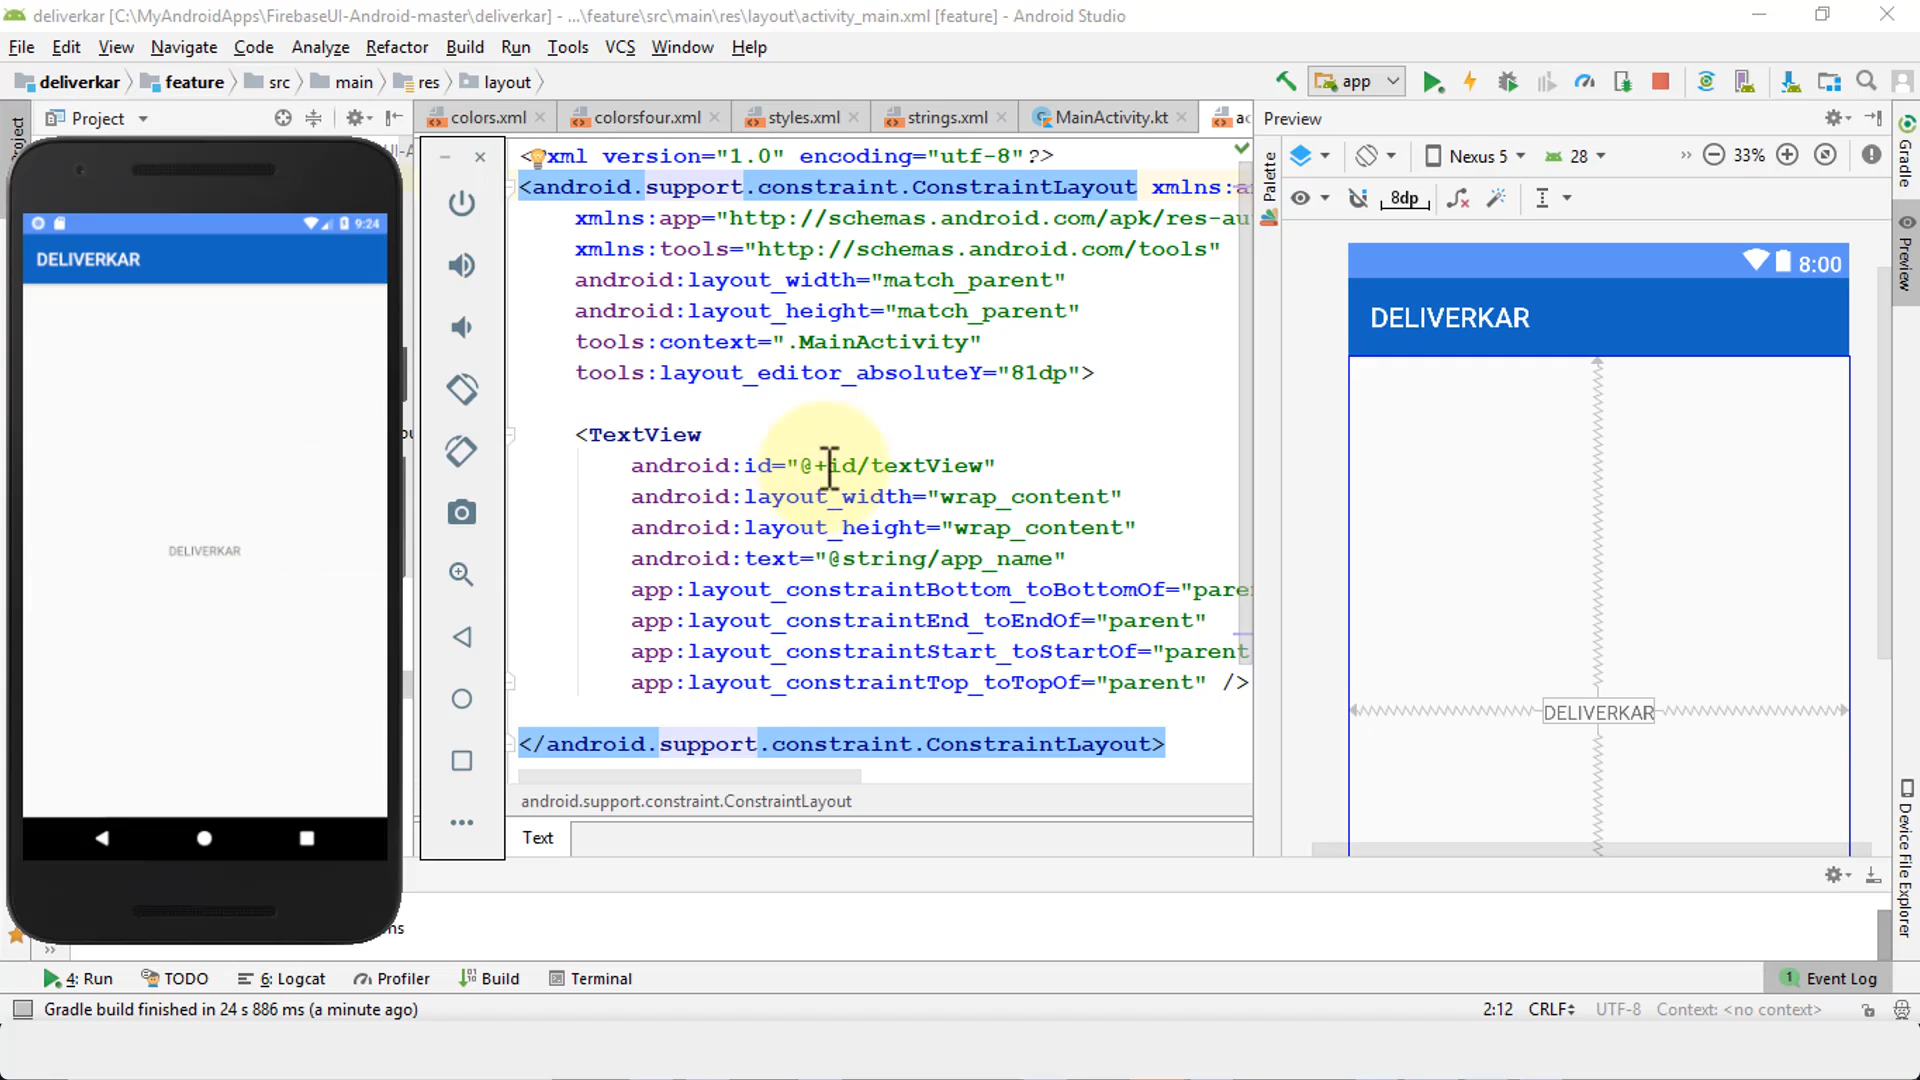 deliverkar [C:\MyAndroidApps\FirebaseUI-Android-master\deliverkar] - ...\feature\src\main\res\layout\activity_main.xml [feature] - Android Studio
File Edit View Navigate Code Analyze Refactor Build Run Tools VCS Window Help
deliverkar feature src main res layout
app
Project
colors.xml colorsfour.xml styles.xml strings.xml MainActivity.kt
Preview
Palette
Nexus 5 28 33%
8dp
Gradle
Preview
Device File Explorer
9:24
DELIVERKAR
DELIVERKAR
<?xml version="1.0" encoding="utf-8"?>
<android.support.constraint.ConstraintLayout xmlns:a
xmlns:app="http://schemas.android.com/apk/res-au
xmlns:tools="http://schemas.android.com/tools"
android:layout_width="match_parent"
android:layout_height="match_parent"
tools:context=".MainActivity"
tools:layout_editor_absoluteY="81dp">
<TextView
android:id="@+id/textView"
android:layout_width="wrap_content"
android:layout_height="wrap_content"
android:text="@string/app_name"
app:layout_constraintBottom_toBottomOf="pare
app:layout_constraintEnd_toEndOf="parent"
app:layout_constraintStart_toStartOf="parent
app:layout_constraintTop_toTopOf="parent" />
</android.support.constraint.ConstraintLayout>
android.support.constraint.ConstraintLayout
Text
8:00
DELIVERKAR
DELIVERKAR
4: Run TODO 6: Logcat Profiler Build Terminal 1 Event Log
Gradle build finished in 24 s 886 ms (a minute ago)
2:12 CRLF UTF-8 Context: <no context>